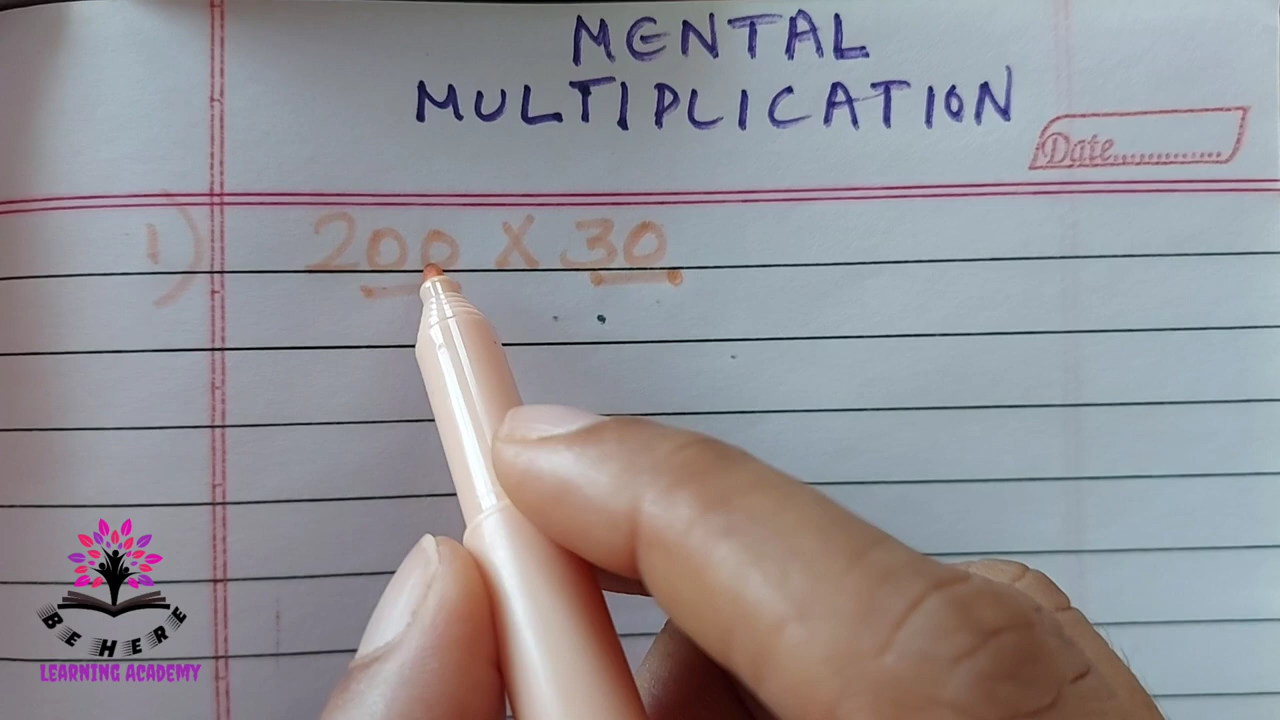 MENTAL
MULTIPLICATION
Date..............
1) 200 X 30
BE HERE
LEARNING ACADEMY